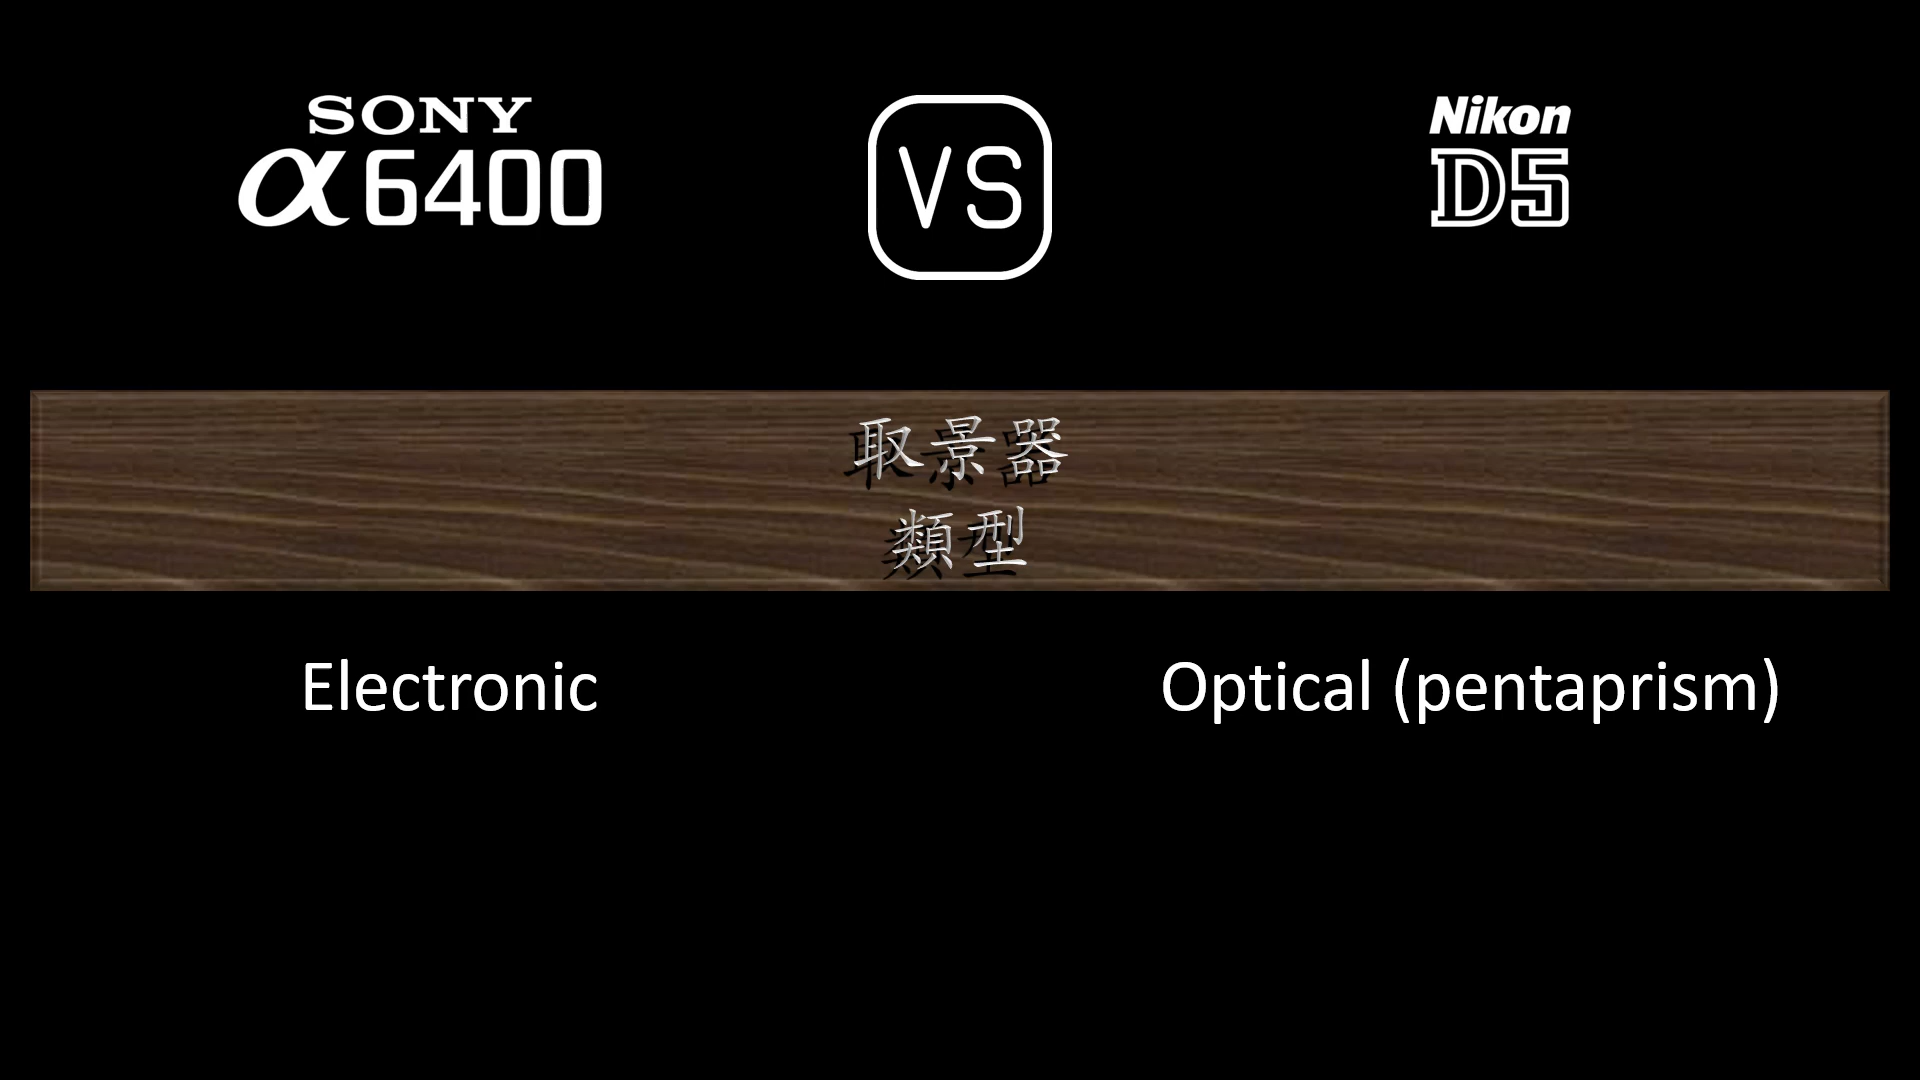 SONY
α6400
VS
Nikon
D5
取景器
類型
Electronic
Optical (pentaprism)